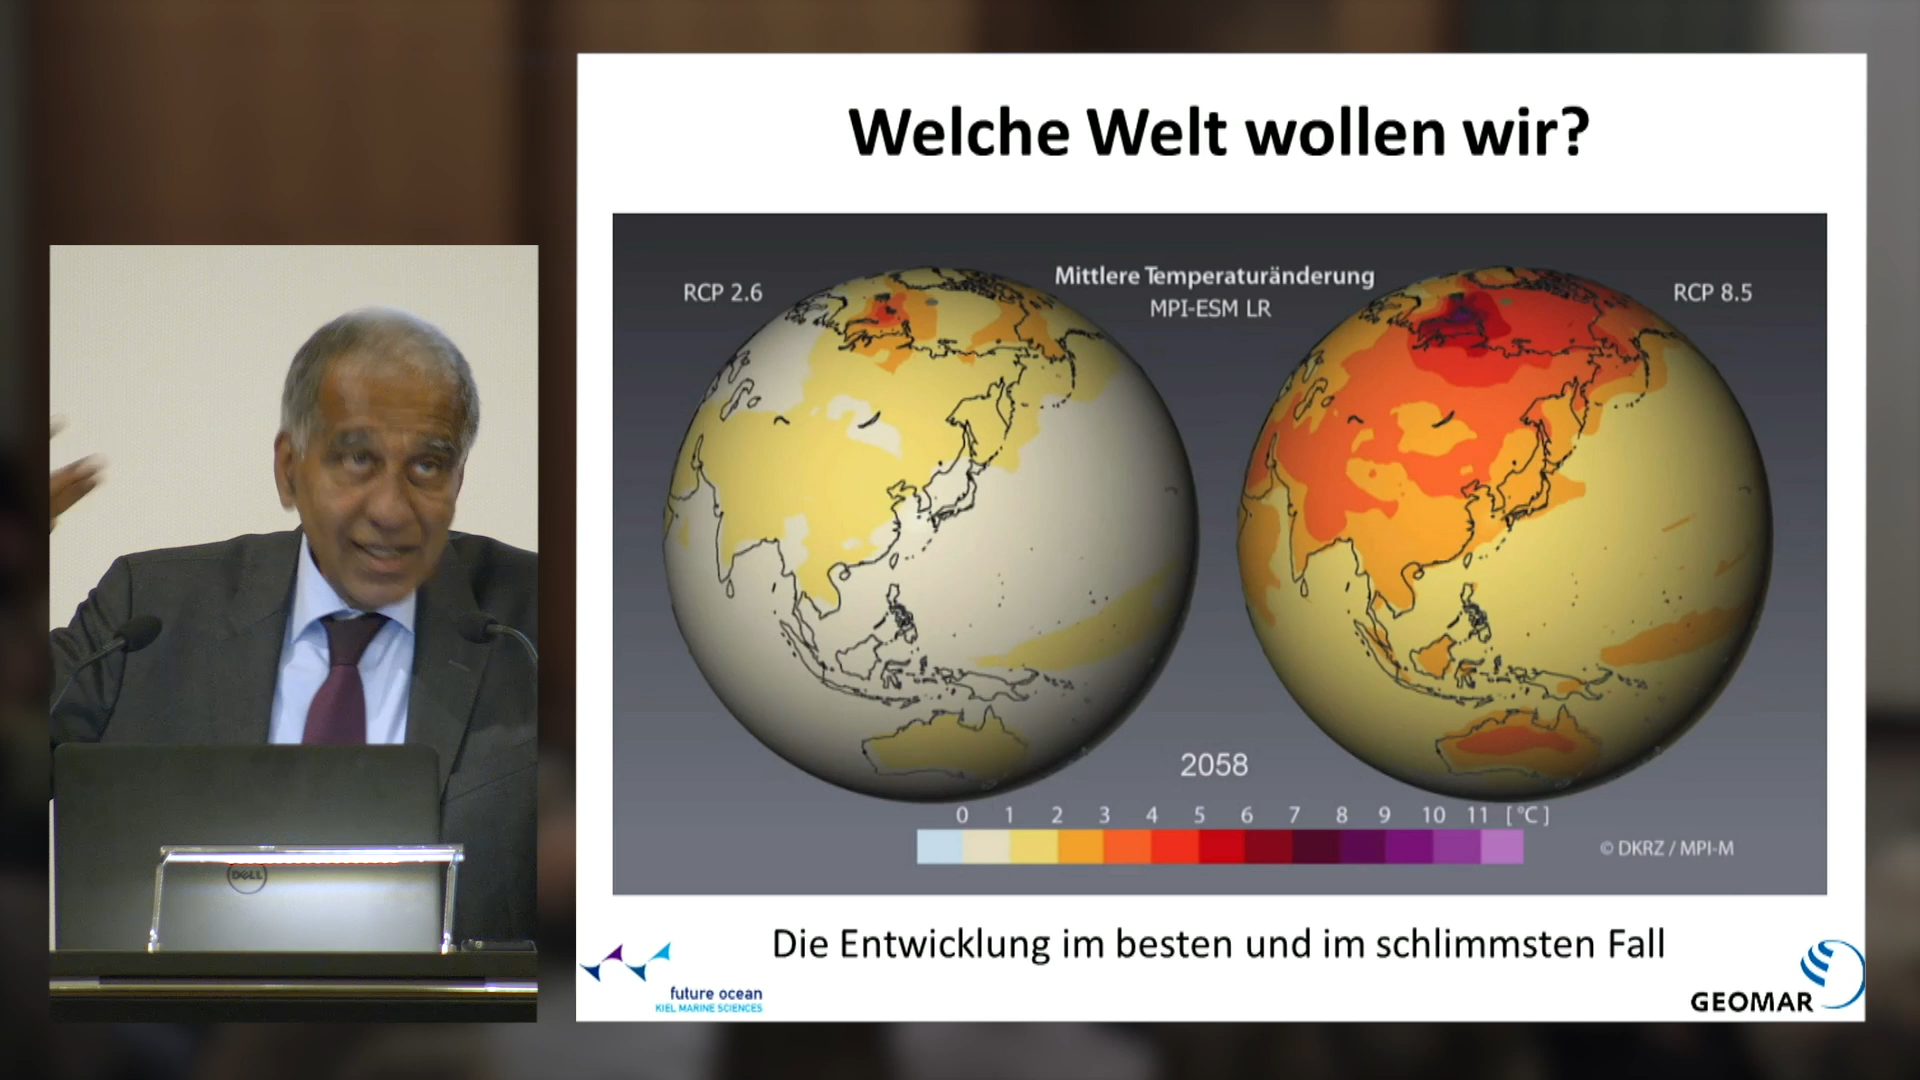 Welche Welt wollen wir?
RCP 2.6
Mittlere Temperaturänderung
MPI-ESM LR
RCP 8.5
2058
0 1 2 3 4 5 6 7 8 9 10 11 [°C]
© DKRZ / MPI-M
Die Entwicklung im besten und im schlimmsten Fall
future ocean
KIEL MARINE SCIENCES
GEOMAR
DELL